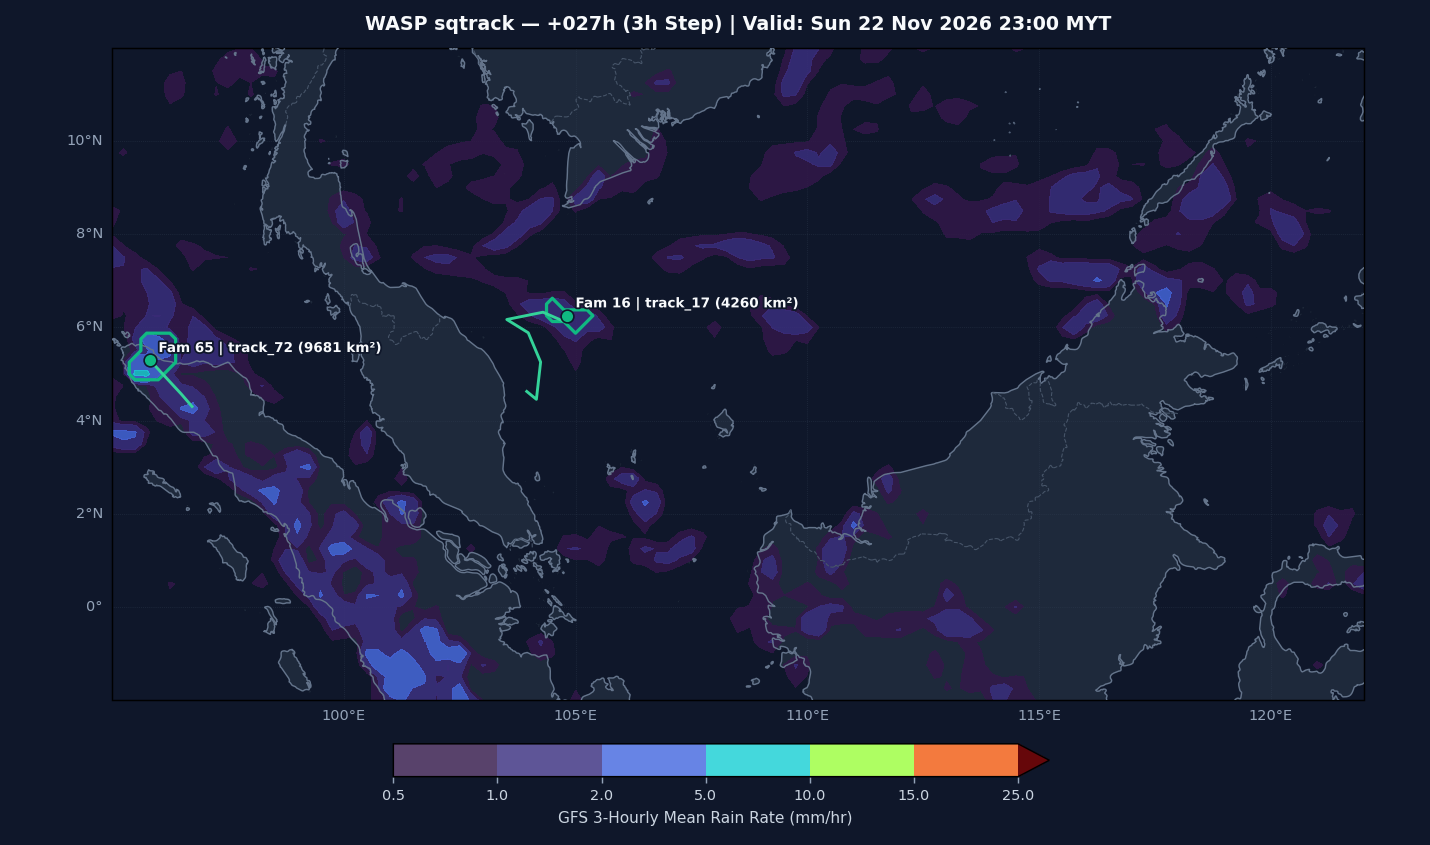 WASP sqtrack — +027h (3h Step) | Valid: Sun 22 Nov 2026 23:00 MYT
10°N
8°N
Fam 16 | track_17 (4260 km²)
6°N
Fam 65 | track_72 (9681 km²)
4°N
2°N
0°
100°E 105°E 110°E 115°E 120°E
0.5 1.0 2.0 5.0 10.0 15.0 25.0
GFS 3-Hourly Mean Rain Rate (mm/hr)